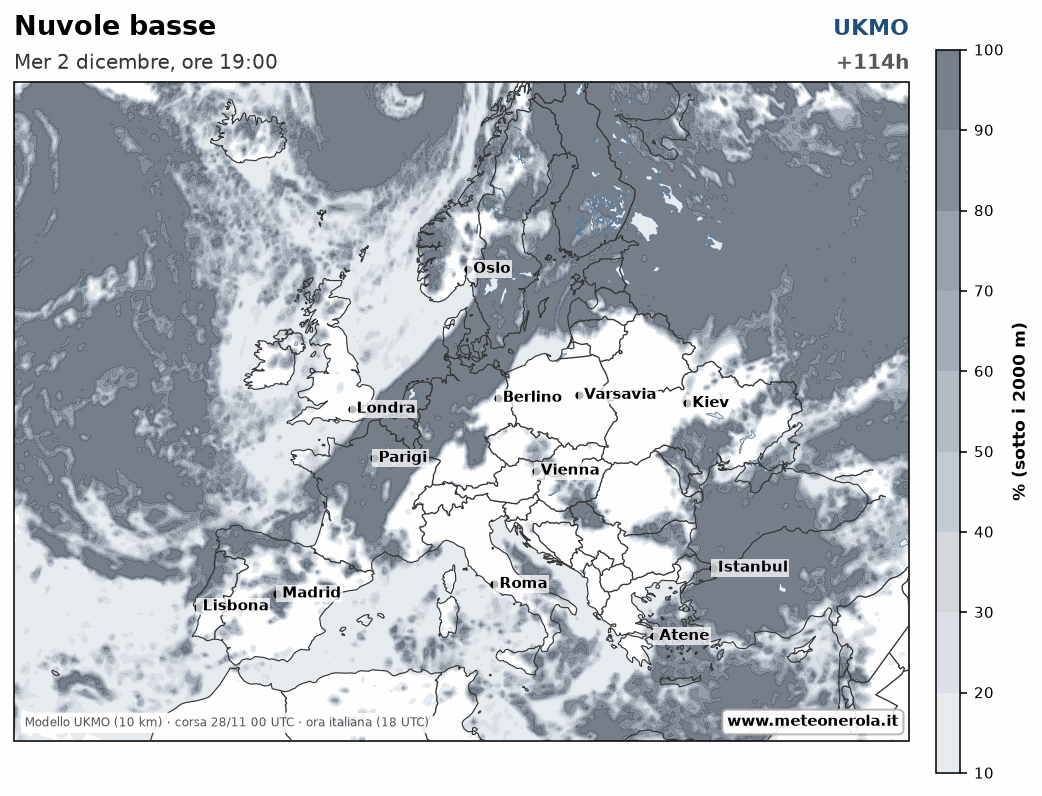 Nuvole basse
UKMO
Mer 2 dicembre, ore 19:00
+114h
Oslo
Londra
Berlino
Varsavia
Kiev
Parigi
Vienna
Istanbul
Roma
Madrid
Lisbona
Atene
Modello UKMO (10 km) · corsa 28/11 00 UTC · ora italiana (18 UTC)
www.meteonerola.it
100
90
80
70
60
50
40
30
20
10
% (sotto i 2000 m)